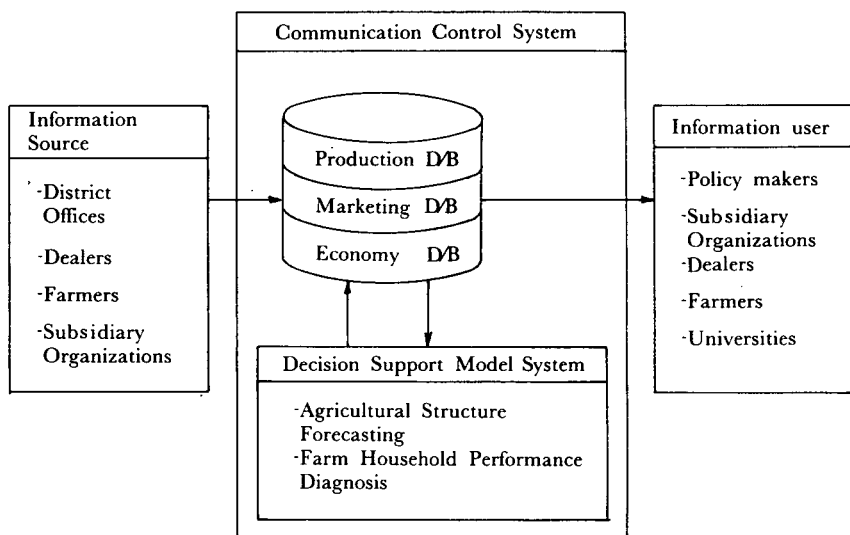 Communication Control System
Information
Source
-District
Offices
-Dealers
-Farmers
-Subsidiary
Organizations
Production D/B
Marketing D/B
Economy D/B
Decision Support Model System
-Agricultural Structure
Forecasting
-Farm Household Performance
Diagnosis
Information user
-Policy makers
-Subsidiary
Organizations
-Dealers
-Farmers
-Universities